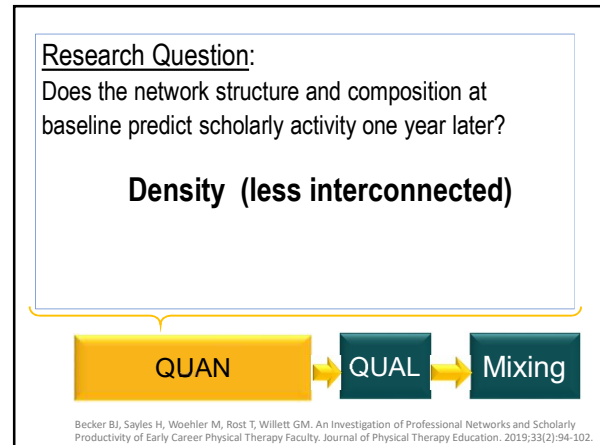 Research Question:
Does the network structure and composition at
baseline predict scholarly activity one year later?
Density (less interconnected)
QUAN
QUAL
Mixing
Becker BJ, Sayles H, Woehler M, Rost T, Willett GM. An Investigation of Professional Networks and Scholarly
Productivity of Early Career Physical Therapy Faculty. Journal of Physical Therapy Education. 2019;33(2):94-102.